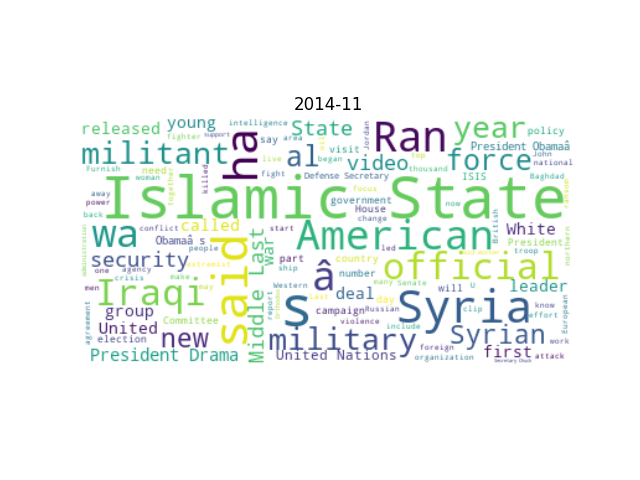 2014-11
released young intelligence say area State Jordan Ran year policy
fighter support ha President Obamaâ
militant al visit began video top force John national
Furnish need woman together killed live fight Defense Secretary thousand ISIS Baghdad ransom
Islamic State
away power back focus government House change now British
wa conflict called start American led White
administration Obamaâ s people President troop northern
security extremist war part country official
one agency ship number many Senate will U leader
crisis men make may Iraqi said Middle Last report Western Last â s deal day Syria clip know effort European
group campaign Russian
agreement United Committee violence include
election new military Syrian work
President Drama United Nations foreign organization first attack
Secretary Chuck